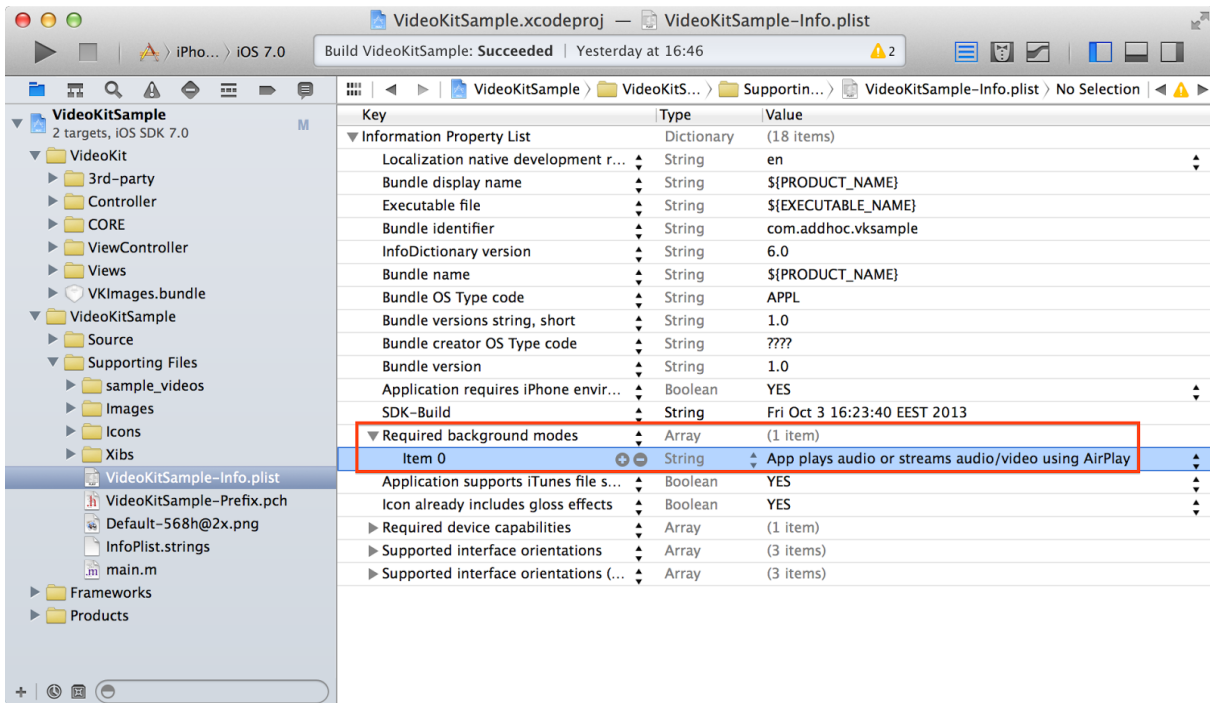 VideoKitSample.xcodeproj — VideoKitSample-Info.plist
iPho... › iOS 7.0
Build VideoKitSample: Succeeded | Yesterday at 16:46
2
VideoKitSample › VideoKitS... › Supportin... › VideoKitSample-Info.plist › No Selection
VideoKitSample
2 targets, iOS SDK 7.0
M
VideoKit
3rd-party
Controller
CORE
ViewController
Views
VKImages.bundle
VideoKitSample
Source
Supporting Files
sample_videos
Images
Icons
Xibs
VideoKitSample-Info.plist
VideoKitSample-Prefix.pch
Default-568h@2x.png
InfoPlist.strings
main.m
Frameworks
Products
Key Type Value
Information Property List Dictionary (18 items)
Localization native development r... String en
Bundle display name String ${PRODUCT_NAME}
Executable file String ${EXECUTABLE_NAME}
Bundle identifier String com.addhoc.vksample
InfoDictionary version String 6.0
Bundle name String ${PRODUCT_NAME}
Bundle OS Type code String APPL
Bundle versions string, short String 1.0
Bundle creator OS Type code String ????
Bundle version String 1.0
Application requires iPhone envir... Boolean YES
SDK-Build String Fri Oct 3 16:23:40 EEST 2013
Required background modes Array (1 item)
Item 0 String App plays audio or streams audio/video using AirPlay
Application supports iTunes file s... Boolean YES
Icon already includes gloss effects Boolean YES
Required device capabilities Array (1 item)
Supported interface orientations Array (3 items)
Supported interface orientations (... Array (3 items)